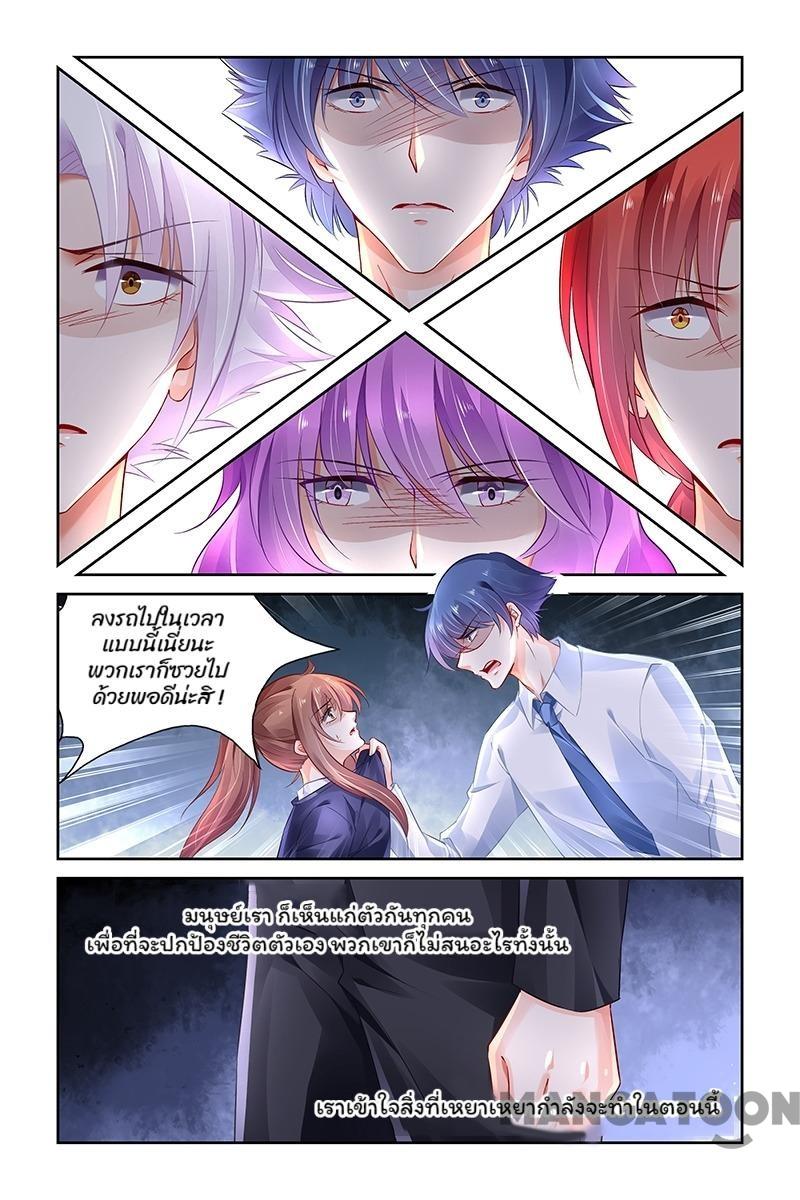 ลงรถไปในเวลา
แบบนี้เนี่ยนะ
พวกเราก็ซวยไป
ด้วยพอดีน่ะสิ!
มนุษย์เรา ก็เห็นแก่ตัวกันทุกคน
เพื่อที่จะปกป้องชีวิตตัวเอง พวกเขาก็ไม่สนอะไรทั้งนั้น
เราเข้าใจสิ่งที่เหยาเหยากำลังจะทำในตอนนี้
MANGATOON